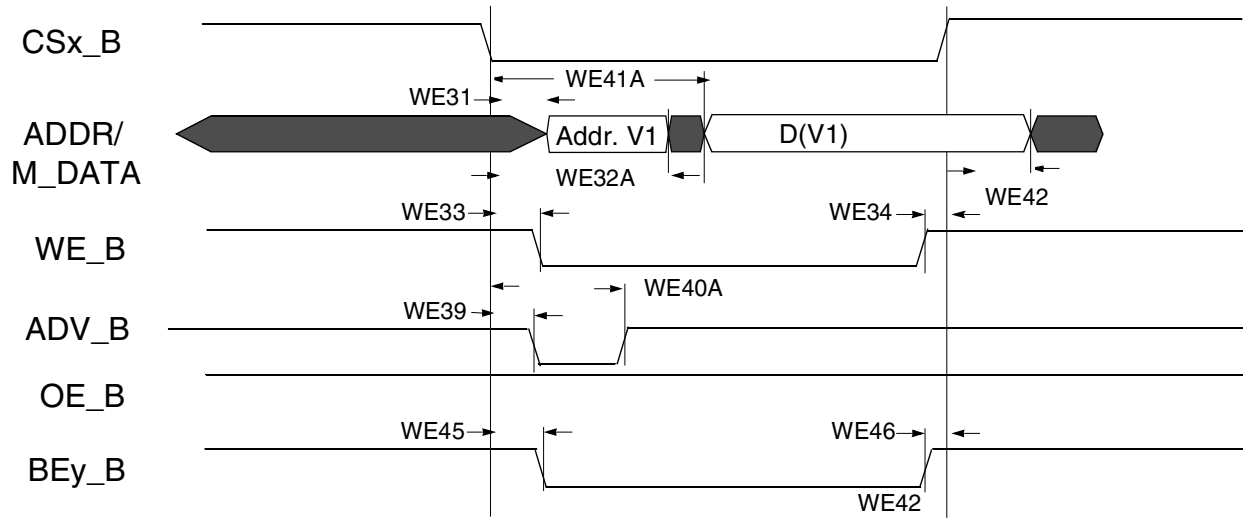 CSx_B
WE41A
WE31
ADDR/
M_DATA
Addr. V1
D(V1)
WE32A
WE42
WE33
WE34
WE_B
WE40A
WE39
ADV_B
OE_B
WE45
WE46
BEy_B
WE42